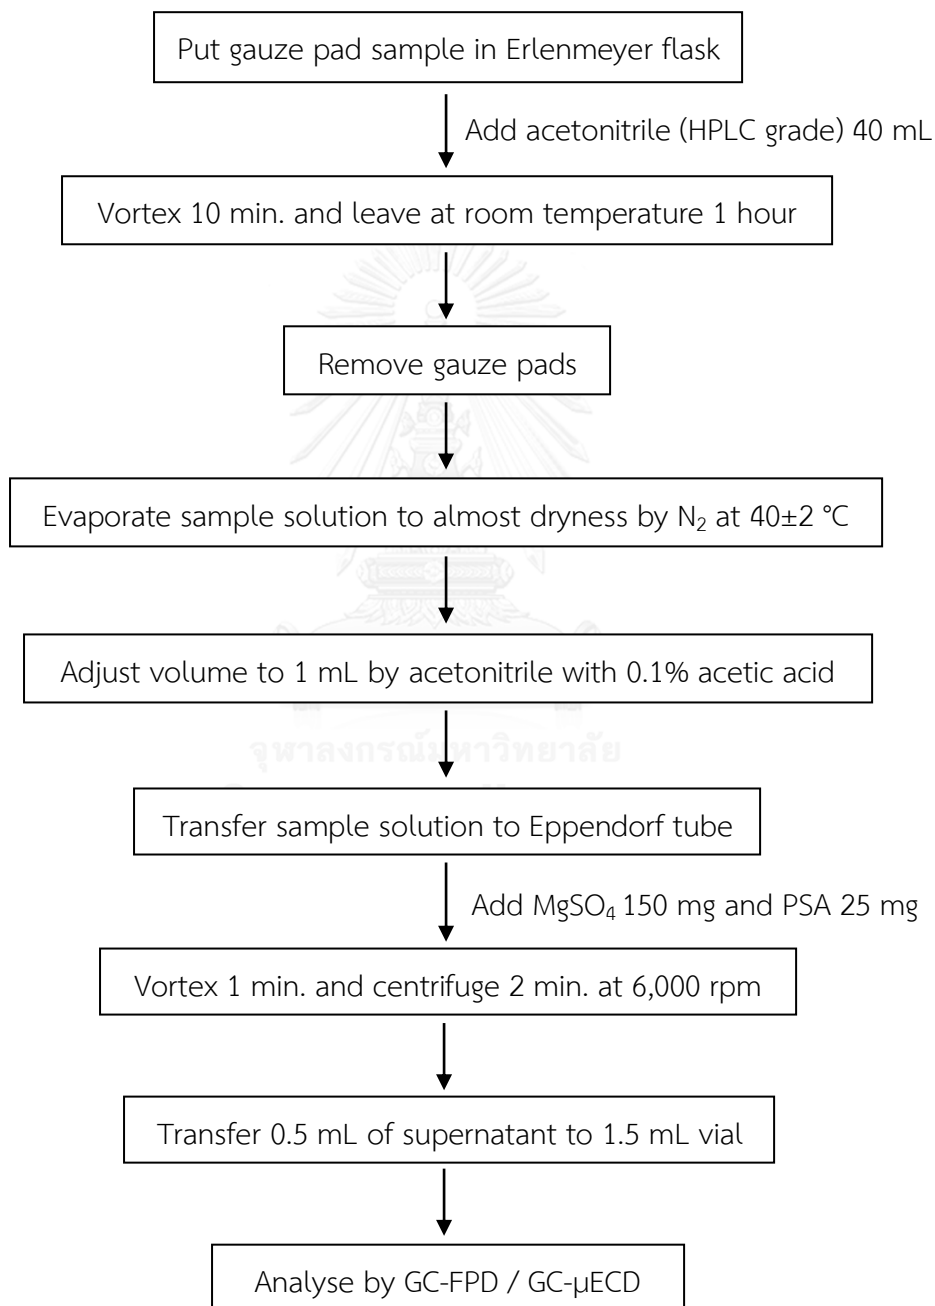 Put gauze pad sample in Erlenmeyer flask
Add acetonitrile (HPLC grade) 40 mL
Vortex 10 min. and leave at room temperature 1 hour
Remove gauze pads
Evaporate sample solution to almost dryness by N₂ at 40±2 °C
Adjust volume to 1 mL by acetonitrile with 0.1% acetic acid
จุฬาลงกรณ์มหาวิทยาลัย
Transfer sample solution to Eppendorf tube
Add MgSO₄ 150 mg and PSA 25 mg
Vortex 1 min. and centrifuge 2 min. at 6,000 rpm
Transfer 0.5 mL of supernatant to 1.5 mL vial
Analyse by GC-FPD / GC-µECD